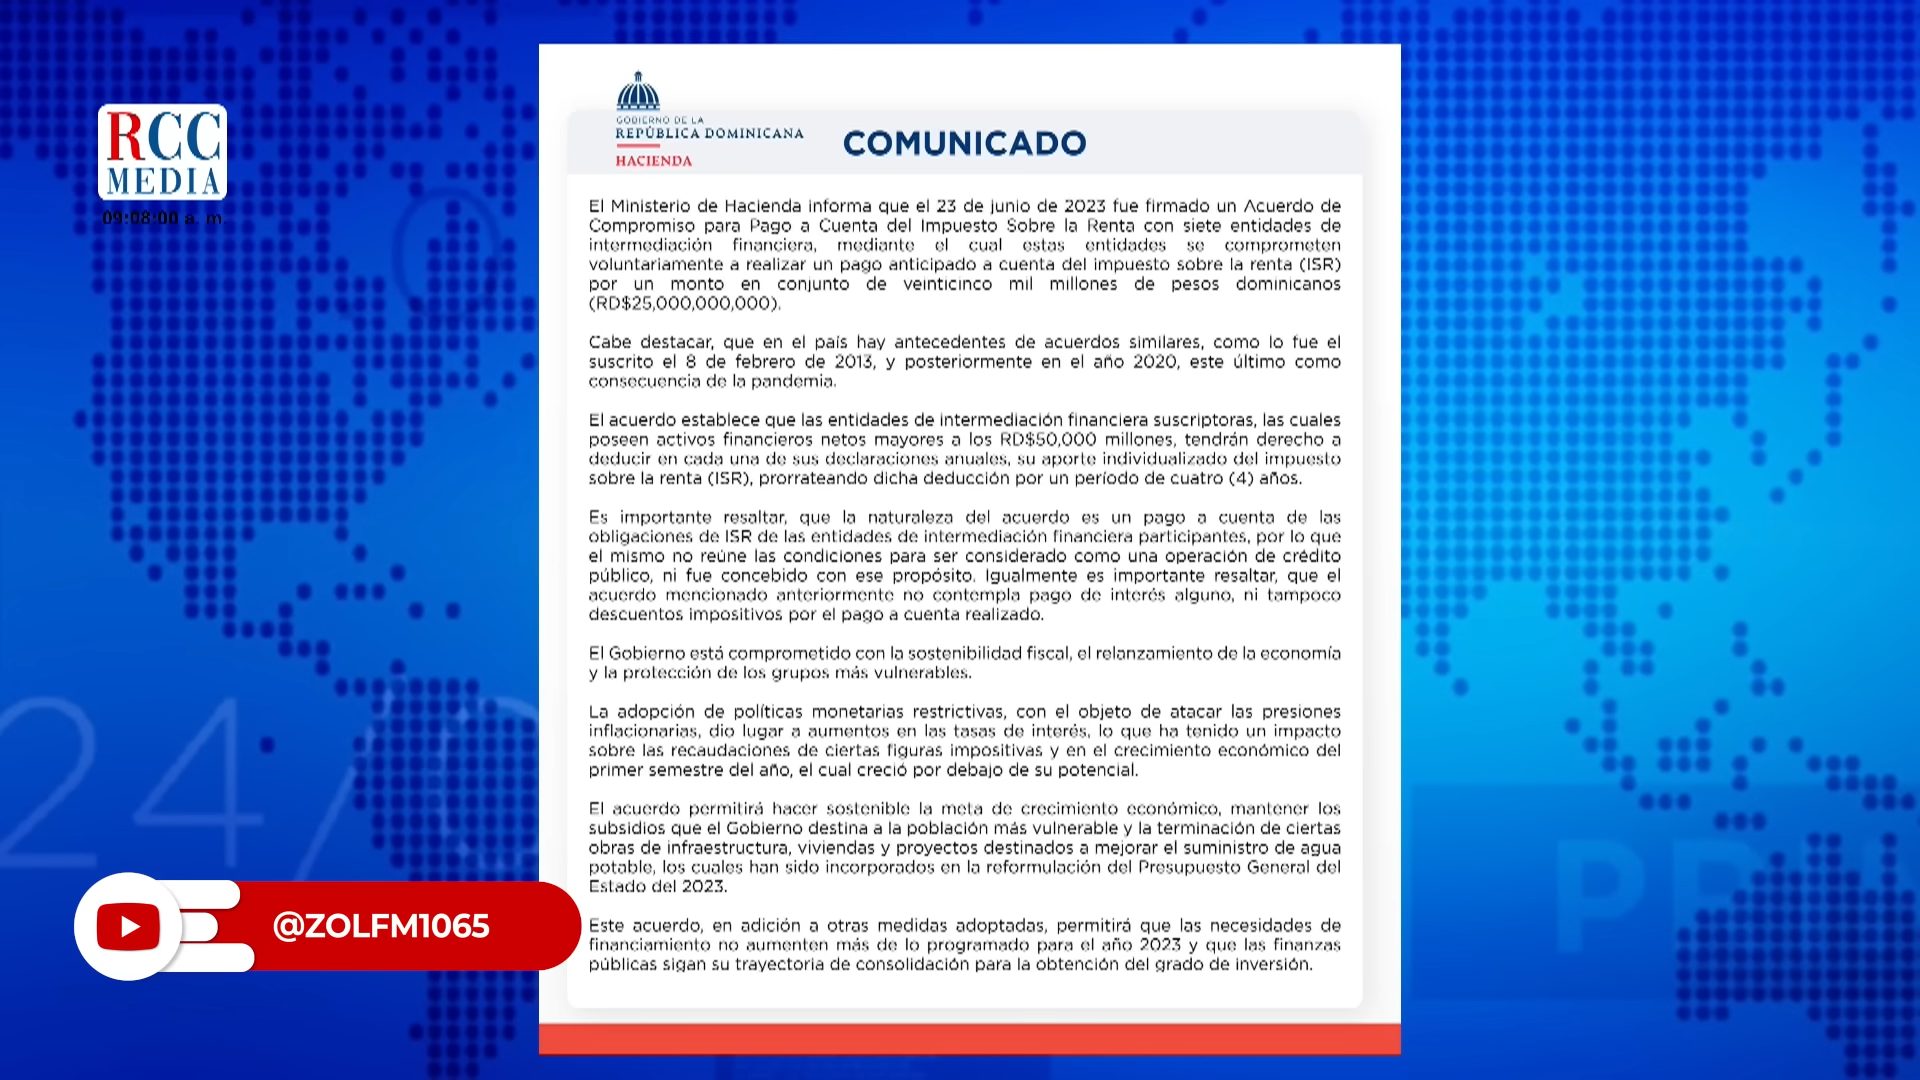 RCC
MEDIA
09:08:00 a. m.
GOBIERNO DE LA
REPÚBLICA DOMINICANA
HACIENDA
COMUNICADO
El Ministerio de Hacienda informa que el 23 de junio de 2023 fue firmado un Acuerdo de
Compromiso para Pago a Cuenta del Impuesto Sobre la Renta con siete entidades de
intermediación financiera, mediante el cual estas entidades se comprometen
voluntariamente a realizar un pago anticipado a cuenta del impuesto sobre la renta (ISR)
por un monto en conjunto de veinticinco mil millones de pesos dominicanos
(RD$25,000,000,000).
Cabe destacar, que en el país hay antecedentes de acuerdos similares, como lo fue el
suscrito el 8 de febrero de 2013, y posteriormente en el año 2020, este último como
consecuencia de la pandemia.
El acuerdo establece que las entidades de intermediación financiera suscriptoras, las cuales
poseen activos financieros netos mayores a los RD$50,000 millones, tendrán derecho a
deducir en cada una de sus declaraciones anuales, su aporte individualizado del impuesto
sobre la renta (ISR), prorrateando dicha deducción por un período de cuatro (4) años.
Es importante resaltar, que la naturaleza del acuerdo es un pago a cuenta de las
obligaciones de ISR de las entidades de intermediación financiera participantes, por lo que
el mismo no reúne las condiciones para ser considerado como una operación de crédito
público, ni fue concebido con ese propósito. Igualmente es importante resaltar, que el
acuerdo mencionado anteriormente no contempla pago de interés alguno, ni tampoco
descuentos impositivos por el pago a cuenta realizado.
El Gobierno está comprometido con la sostenibilidad fiscal, el relanzamiento de la economía
y la protección de los grupos más vulnerables.
La adopción de políticas monetarias restrictivas, con el objeto de atacar las presiones
inflacionarias, dio lugar a aumentos en las tasas de interés, lo que ha tenido un impacto
sobre las recaudaciones de ciertas figuras impositivas y en el crecimiento económico del
primer semestre del año, el cual creció por debajo de su potencial.
El acuerdo permitirá hacer sostenible la meta de crecimiento económico, mantener los
subsidios que el Gobierno destina a la población más vulnerable y la terminación de ciertas
obras de infraestructura, viviendas y proyectos destinados a mejorar el suministro de agua
potable, los cuales han sido incorporados en la reformulación del Presupuesto General del
Estado del 2023.
Este acuerdo, en adición a otras medidas adoptadas, permitirá que las necesidades de
financiamiento no aumenten más de lo programado para el año 2023 y que las finanzas
públicas sigan su trayectoria de consolidación para la obtención del grado de inversión.
@ZOLFM1065
24/